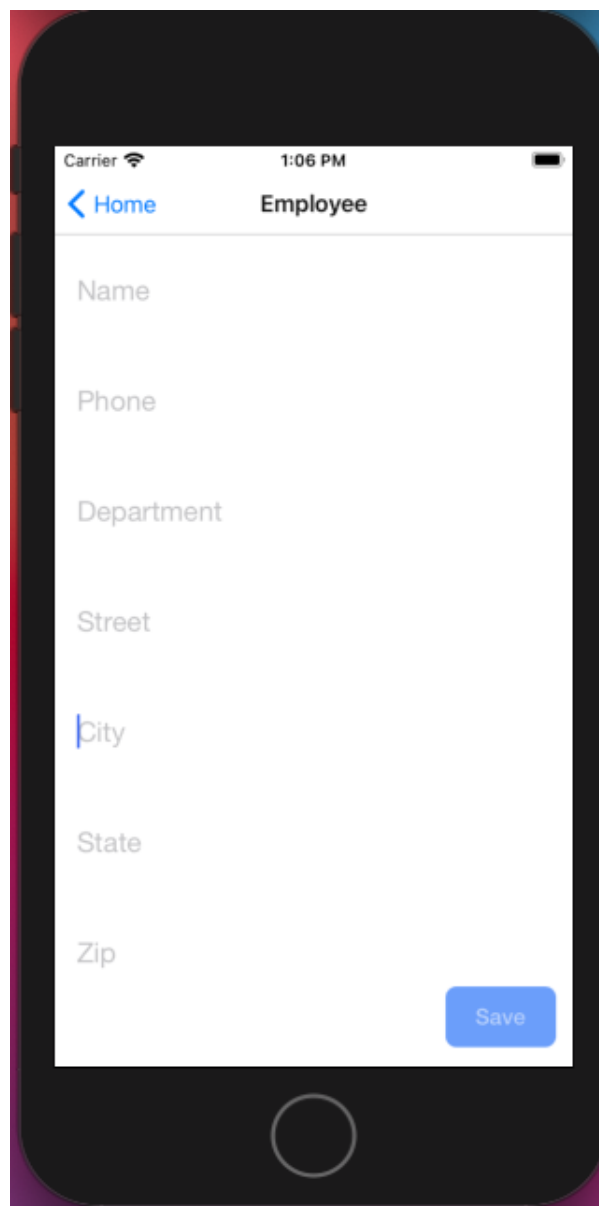 Carrier 1:06 PM
Home Employee
Name
Phone
Department
Street
City
State
Zip
Save